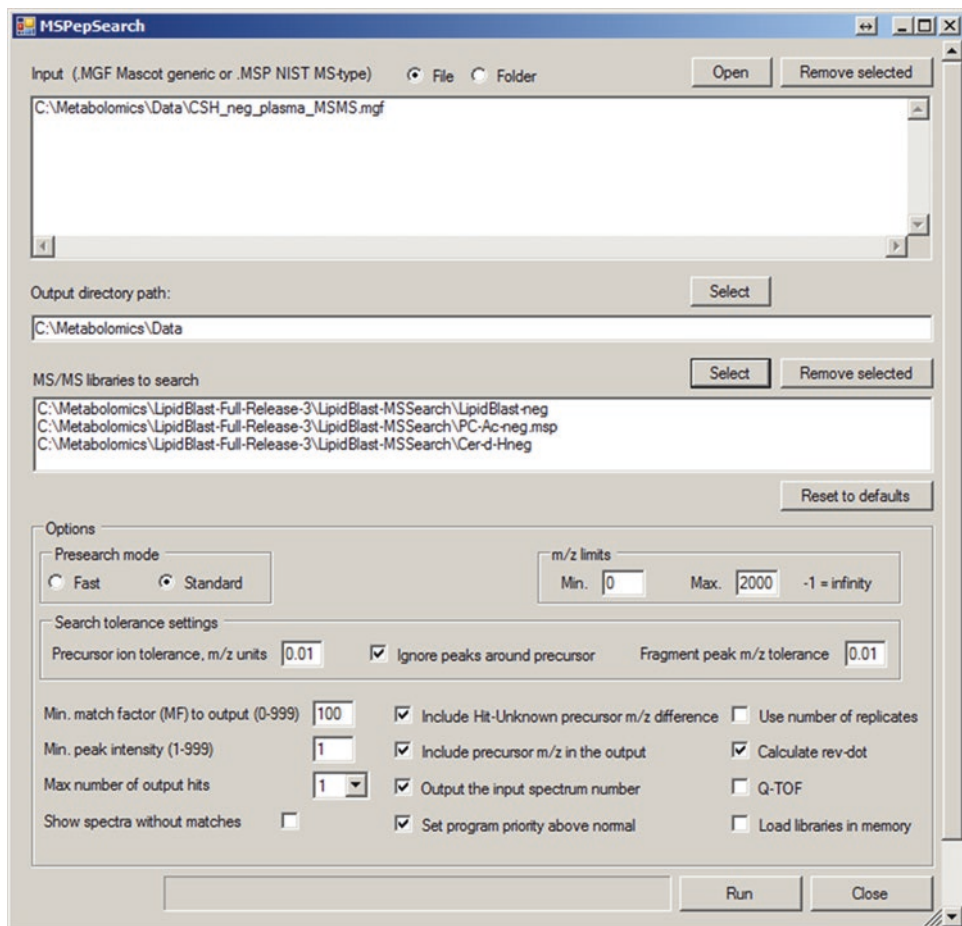 MSPepSearch
Input (.MGF Mascot generic or .MSP NIST MS-type) File Folder Open Remove selected
C:\Metabolomics\Data\CSH_neg_plasma_MSMS.mgf
Output directory path: Select
C:\Metabolomics\Data
MS/MS libraries to search Select Remove selected
C:\Metabolomics\LipidBlast-Full-Release-3\LipidBlast-MSSearch\LipidBlast-neg
C:\Metabolomics\LipidBlast-Full-Release-3\LipidBlast-MSSearch\PC-Ac-neg.msp
C:\Metabolomics\LipidBlast-Full-Release-3\LipidBlast-MSSearch\Cer-d-Hneg
Reset to defaults
Options
Presearch mode m/z limits
Fast Standard Min. 0 Max. 2000 -1 = infinity
Search tolerance settings
Precursor ion tolerance, m/z units 0.01 Ignore peaks around precursor Fragment peak m/z tolerance 0.01
Min. match factor (MF) to output (0-999) 100 Include Hit-Unknown precursor m/z difference Use number of replicates
Min. peak intensity (1-999) 1 Include precursor m/z in the output Calculate rev-dot
Max number of output hits 1 Output the input spectrum number Q-TOF
Show spectra without matches Set program priority above normal Load libraries in memory
Run Close